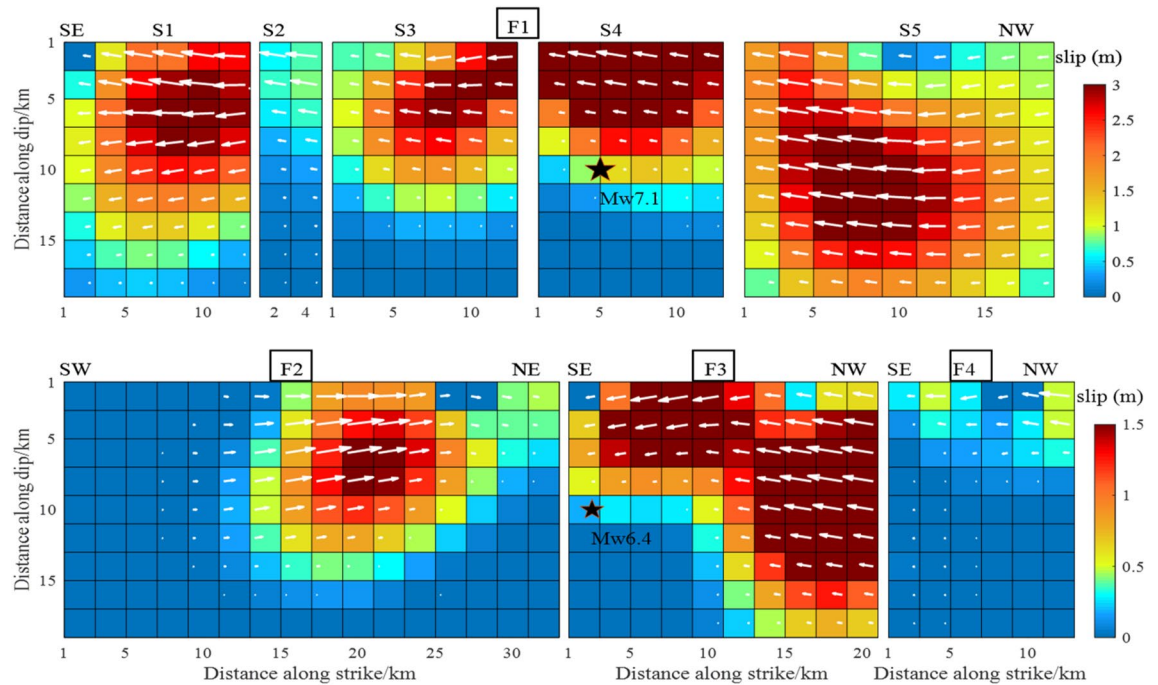 SE S1 S2 S3 F1 S4 S5 NW
slip (m)
Distance along dip/km
1
5
10
15
Mw7.1
3
2.5
2
1.5
1
0.5
0
1 5 10 2 4 1 5 10 1 5 10 1 5 10 15
SW F2 NE SE F3 NW SE F4 NW
slip (m)
Distance along dip/km
1
5
10
15
Mw6.4
1.5
1
0.5
0
1 5 10 15 20 25 30 1 5 10 15 20 1 5 10
Distance along strike/km Distance along strike/km